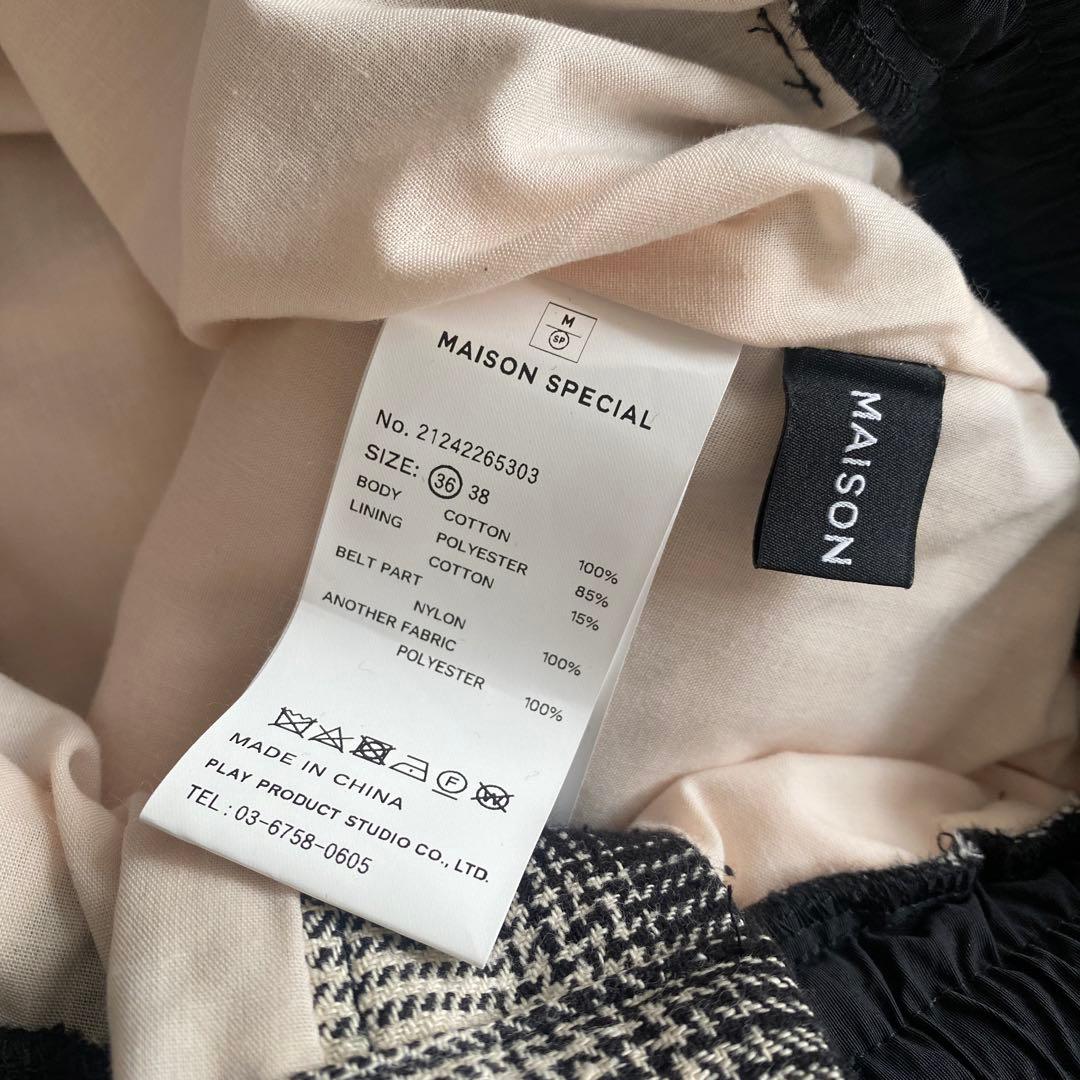 M
SP
MAISON SPECIAL
No. 21242265303
SIZE: 36 38
BODY COTTON 100%
LINING POLYESTER 85%
COTTON 15%
BELT PART
NYLON 100%
ANOTHER FABRIC
POLYESTER 100%
F
W
MADE IN CHINA
PLAY PRODUCT STUDIO CO., LTD.
TEL : 03-6758-0605
MAISON